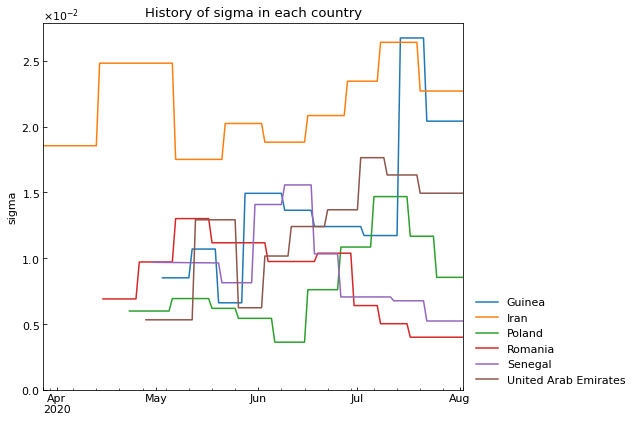 History of sigma in each country
×10⁻²
2.5
2.0
1.5
1.0
0.5
0.0
sigma
Apr
2020
May
Jun
Jul
Aug
Guinea
Iran
Poland
Romania
Senegal
United Arab Emirates